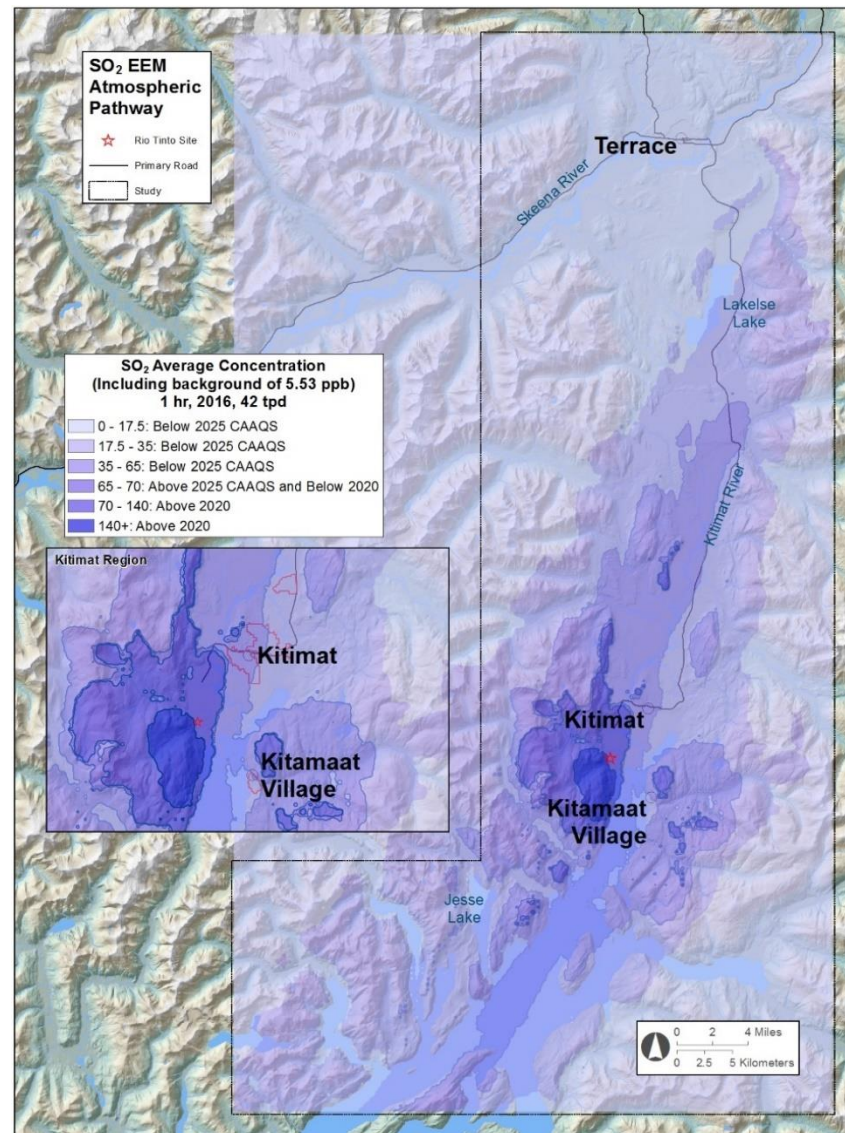 SO₂ EEM
Atmospheric
Pathway
Rio Tinto Site
Primary Road
Study
Terrace
Skeena River
Lakelse
Lake
SO₂ Average Concentration
(Including background of 5.53 ppb)
1 hr, 2016, 42 tpd
0 - 17.5: Below 2025 CAAQS
17.5 - 35: Below 2025 CAAQS
35 - 65: Below 2025 CAAQS
65 - 70: Above 2025 CAAQS and Below 2020
70 - 140: Above 2020
140+: Above 2020
Kitimat River
Kitimat Region
Kitimat
Kitamaat
Village
Kitimat
Kitamaat
Village
Jesse
Lake
0 2 4 Miles
0 2.5 5 Kilometers